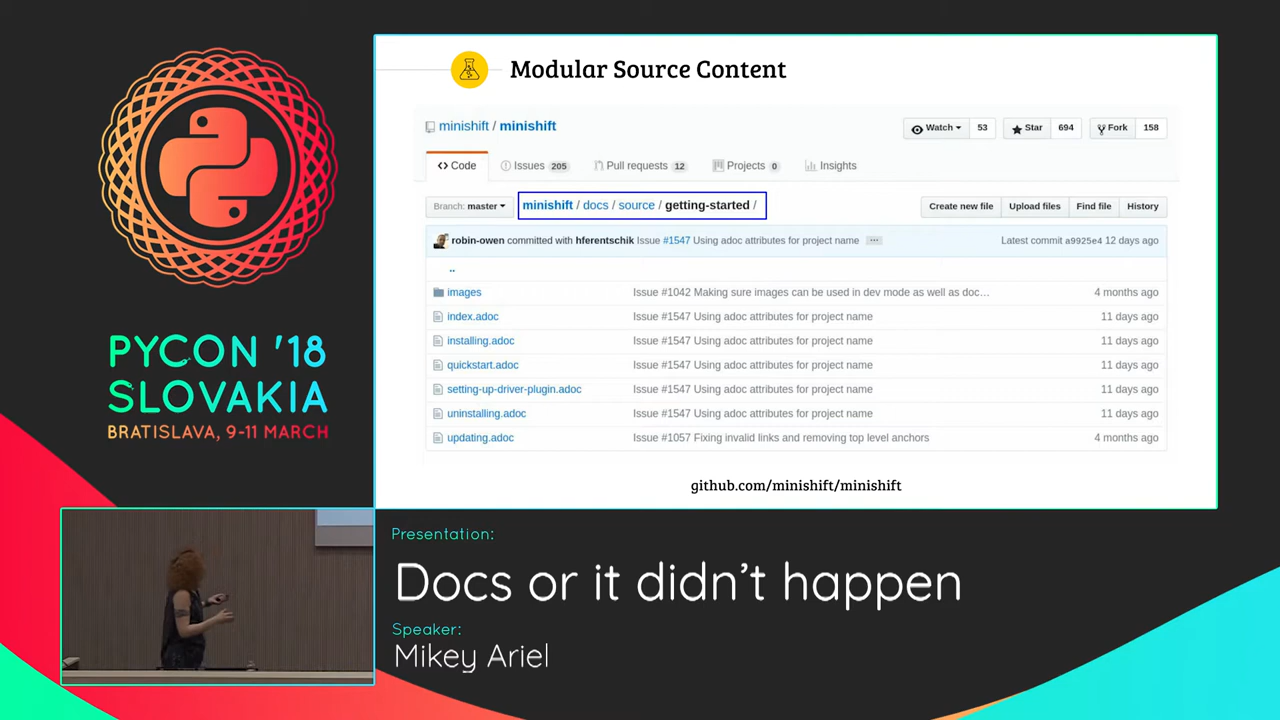 PYCON '18
SLOVAKIA
BRATISLAVA, 9-11 MARCH
Modular Source Content
minishift / minishift
Watch 53 Star 694 Fork 158
Code Issues 205 Pull requests 12 Projects 0 Insights
Branch: master minishift / docs / source / getting-started / Create new file Upload files Find file History
robin-owen committed with hferentschik Issue #1547 Using adoc attributes for project name ... Latest commit a9925e4 12 days ago
..
images Issue #1042 Making sure images can be used in dev mode as well as doc… 4 months ago
index.adoc Issue #1547 Using adoc attributes for project name 11 days ago
installing.adoc Issue #1547 Using adoc attributes for project name 11 days ago
quickstart.adoc Issue #1547 Using adoc attributes for project name 11 days ago
setting-up-driver-plugin.adoc Issue #1547 Using adoc attributes for project name 11 days ago
uninstalling.adoc Issue #1547 Using adoc attributes for project name 11 days ago
updating.adoc Issue #1057 Fixing invalid links and removing top level anchors 4 months ago
github.com/minishift/minishift
Presentation:
Docs or it didn't happen
Speaker:
Mikey Ariel